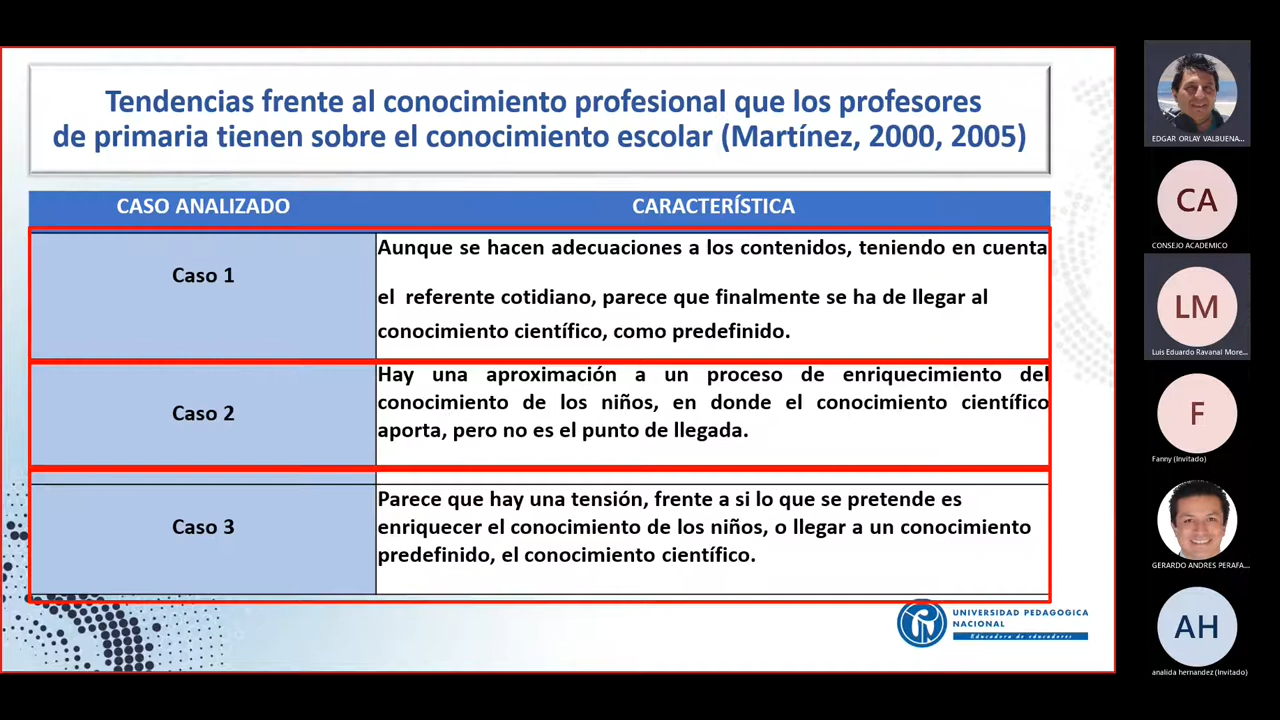 Tendencias frente al conocimiento profesional que los profesores
de primaria tienen sobre el conocimiento escolar (Martínez, 2000, 2005)
CASO ANALIZADO
CARACTERÍSTICA
Caso 1
Aunque se hacen adecuaciones a los contenidos, teniendo en cuenta
el referente cotidiano, parece que finalmente se ha de llegar al
conocimiento científico, como predefinido.
Caso 2
Hay una aproximación a un proceso de enriquecimiento del
conocimiento de los niños, en donde el conocimiento científico
aporta, pero no es el punto de llegada.
Caso 3
Parece que hay una tensión, frente a si lo que se pretende es
enriquecer el conocimiento de los niños, o llegar a un conocimiento
predefinido, el conocimiento científico.
UNIVERSIDAD PEDAGOGICA
NACIONAL
Educadora de educadores
EDGAR ORLAY VALBUENA...
CA
CONSEJO ACADEMICO
LM
Luis Eduardo Ravanal More...
F
Fanny (Invitado)
GERARDO ANDRES PERAFA...
AH
analida hernandez (Invitado)